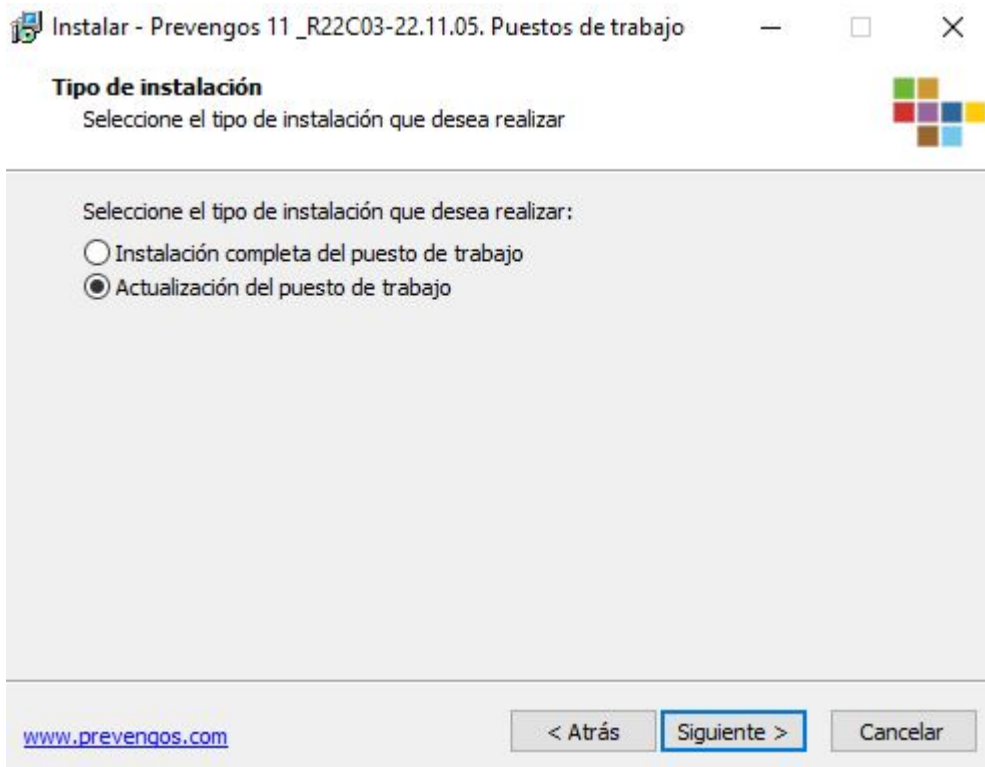 Instalar - Prevengos 11 _R22C03-22.11.05. Puestos de trabajo
Tipo de instalación
Seleccione el tipo de instalación que desea realizar
Seleccione el tipo de instalación que desea realizar:
Instalación completa del puesto de trabajo
Actualización del puesto de trabajo
www.prevengos.com
< Atrás
Siguiente >
Cancelar